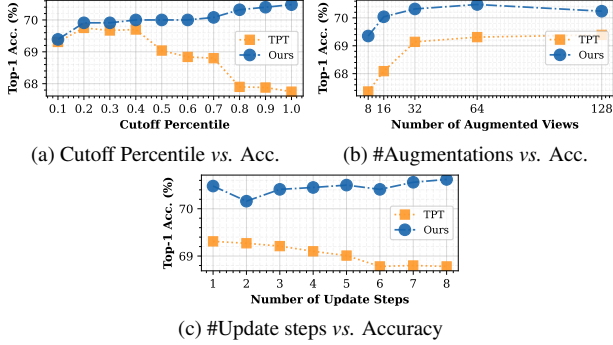 Top-1 Acc. (%)
70
69
68
TPT
Ours
0.1 0.2 0.3 0.4 0.5 0.6 0.7 0.8 0.9 1.0
Cutoff Percentile
(a) Cutoff Percentile vs. Acc.
Top-1 Acc. (%)
70
69
68
TPT
Ours
8 16 32 64 128
Number of Augmented Views
(b) #Augmentations vs. Acc.
Top-1 Acc. (%)
70
69
TPT
Ours
1 2 3 4 5 6 7 8
Number of Update Steps
(c) #Update steps vs. Accuracy